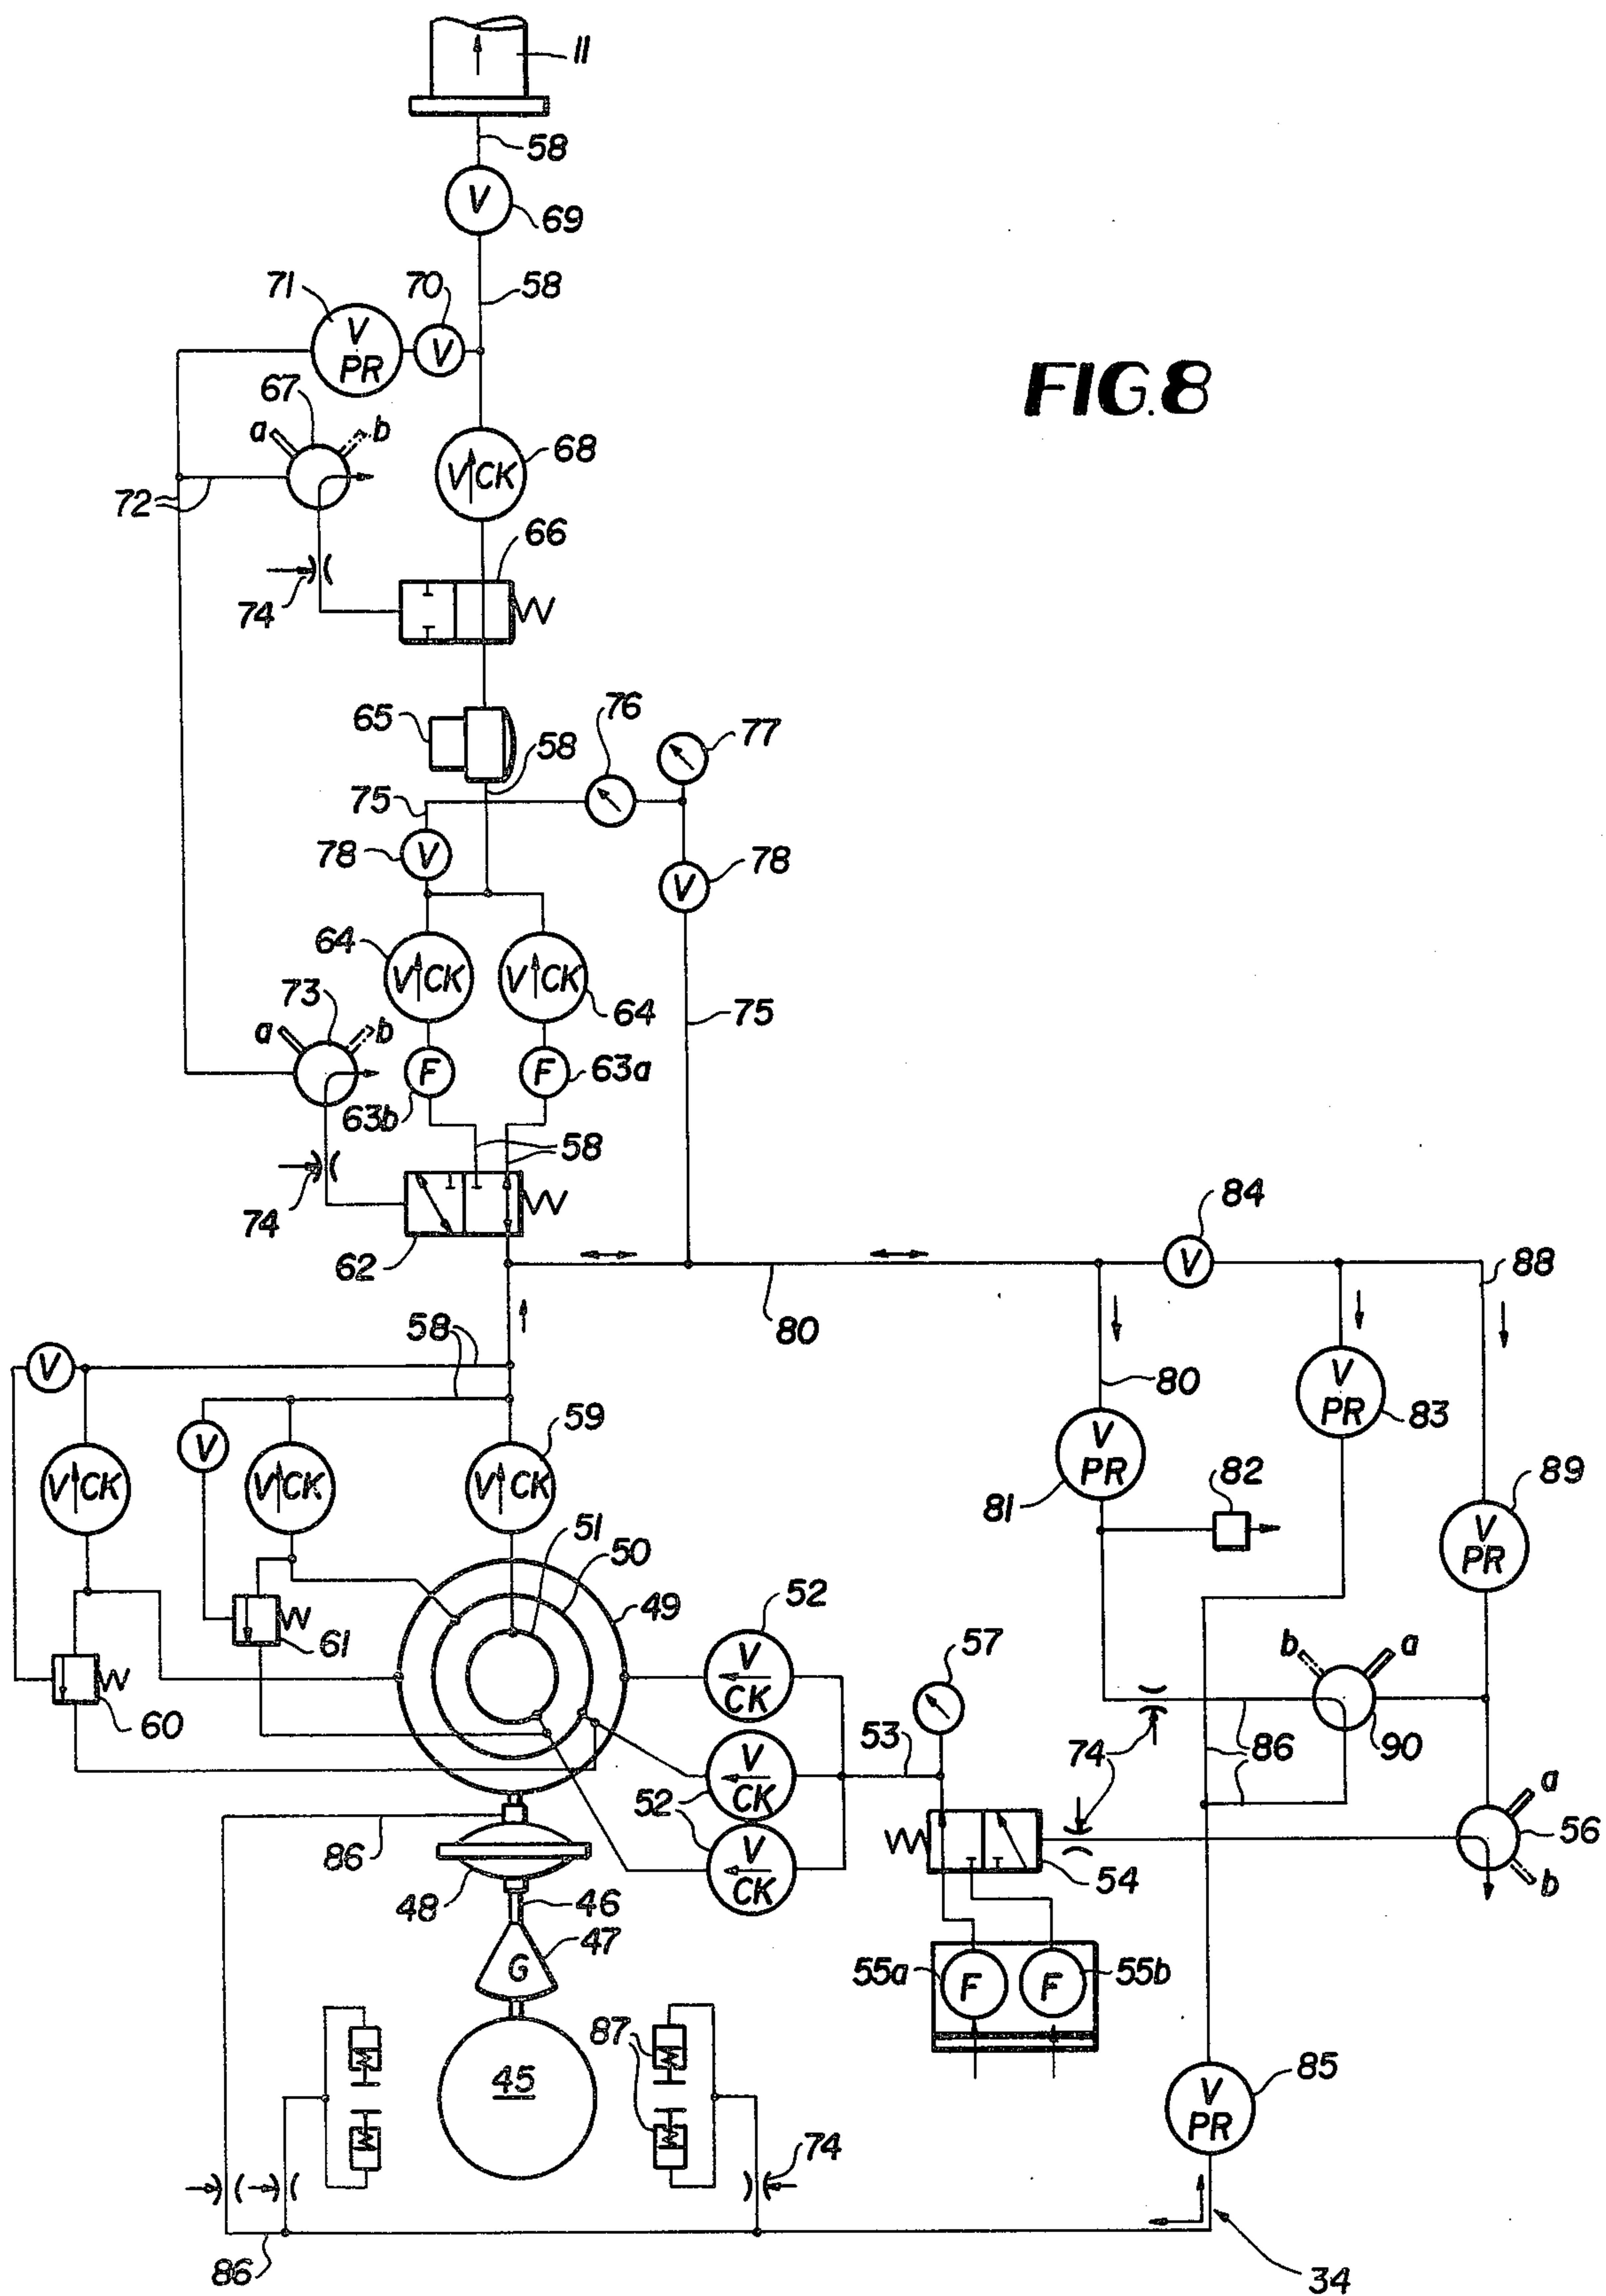 11
58
V
69
71
70
58
V
PR
V
67
a
b
FIG.8
68
V CK
72
66
74
65
76
77
58
75
78
V
78
V
64
V CK
V CK
73
64
75
a
b
F
F
63a
63b
58
74
84
62
V
88
80
58
V
80
V
PR
83
59
V
V CK
V CK
V CK
V
PR
82
89
81
51
50
V
PR
49
52
61
V
CK
57
b
a
60
53
74
86
90
V
CK
52
a
86
V
CK
56
54
b
48
46
47
G
55a
F
F
55b
87
45
85
V
PR
74
86
34